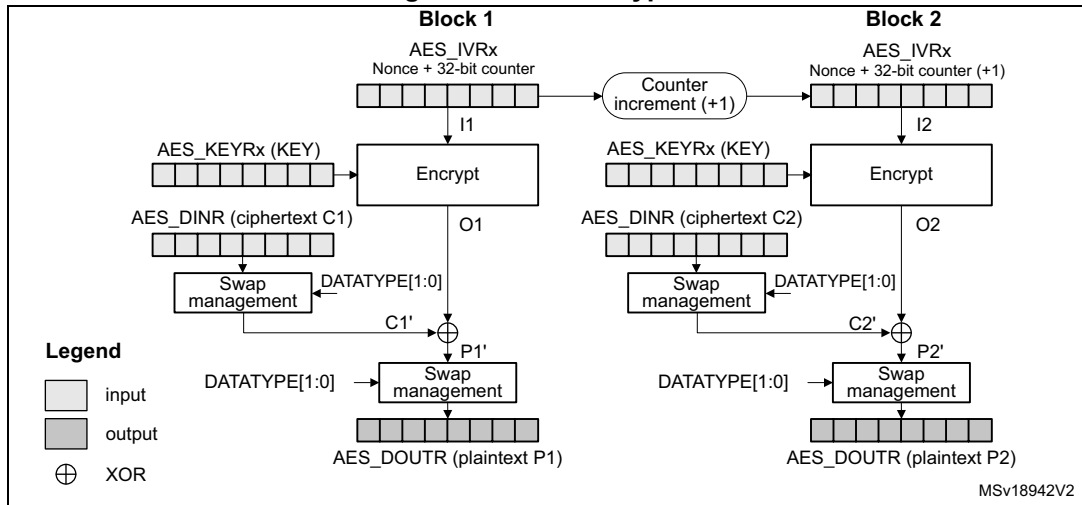 Block 1
Block 2
AES_IVRx
Nonce + 32-bit counter
AES_IVRx
Nonce + 32-bit counter (+1)
Counter
increment (+1)
I1
I2
AES_KEYRx (KEY)
Encrypt
AES_KEYRx (KEY)
Encrypt
AES_DINR (ciphertext C1)
O1
AES_DINR (ciphertext C2)
O2
Swap
management
DATATYPE[1:0]
Swap
management
DATATYPE[1:0]
C1'
C2'
P1'
P2'
DATATYPE[1:0]
Swap
management
DATATYPE[1:0]
Swap
management
AES_DOUTR (plaintext P1)
AES_DOUTR (plaintext P2)
Legend
input
output
XOR
MSv18942V2